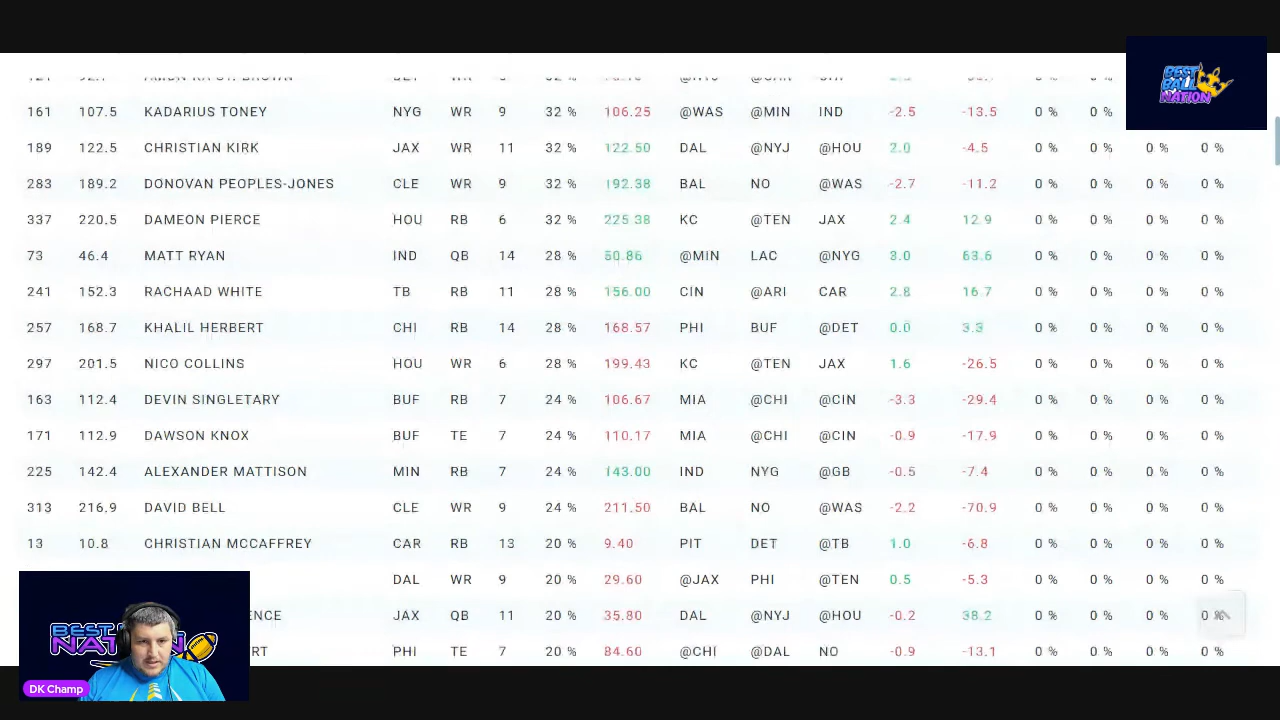 BEST BALL NATION
161 107.5 KADARIUS TONEY NYG WR 9 32 % 106.25 @WAS @MIN IND -2.5 -13.5 0 % 0 %
189 122.5 CHRISTIAN KIRK JAX WR 11 32 % 122.50 DAL @NYJ @HOU 2.0 -4.5 0 % 0 % 0 % 0 %
283 189.2 DONOVAN PEOPLES-JONES CLE WR 9 32 % 192.38 BAL NO @WAS -2.7 -11.2 0 % 0 % 0 % 0 %
337 220.5 DAMEON PIERCE HOU RB 6 32 % 225.38 KC @TEN JAX 2.4 12.9 0 % 0 % 0 % 0 %
73 46.4 MATT RYAN IND QB 14 28 % 50.86 @MIN LAC @NYG 3.0 63.6 0 % 0 % 0 % 0 %
241 152.3 RACHAAD WHITE TB RB 11 28 % 156.00 CIN @ARI CAR 2.8 16.7 0 % 0 % 0 % 0 %
257 168.7 KHALIL HERBERT CHI RB 14 28 % 168.57 PHI BUF @DET 0.0 3.3 0 % 0 % 0 % 0 %
297 201.5 NICO COLLINS HOU WR 6 28 % 199.43 KC @TEN JAX 1.6 -26.5 0 % 0 % 0 % 0 %
163 112.4 DEVIN SINGLETARY BUF RB 7 24 % 106.67 MIA @CHI @CIN -3.3 -29.4 0 % 0 % 0 % 0 %
171 112.9 DAWSON KNOX BUF TE 7 24 % 110.17 MIA @CHI @CIN -0.9 -17.9 0 % 0 % 0 % 0 %
225 142.4 ALEXANDER MATTISON MIN RB 7 24 % 143.00 IND NYG @GB -0.5 -7.4 0 % 0 % 0 % 0 %
313 216.9 DAVID BELL CLE WR 9 24 % 211.50 BAL NO @WAS -2.2 -70.9 0 % 0 % 0 % 0 %
13 10.8 CHRISTIAN MCCAFFREY CAR RB 13 20 % 9.40 PIT DET @TB 1.0 -6.8 0 % 0 % 0 % 0 %
DAL WR 9 20 % 29.60 @JAX PHI @TEN 0.5 -5.3 0 % 0 % 0 % 0 %
ENCE JAX QB 11 20 % 35.80 DAL @NYJ @HOU -0.2 38.2 0 % 0 % 0 %
RT PHI TE 7 20 % 84.60 @CHI @DAL NO -0.9 -13.1 0 % 0 % 0 % 0 %
DK Champ